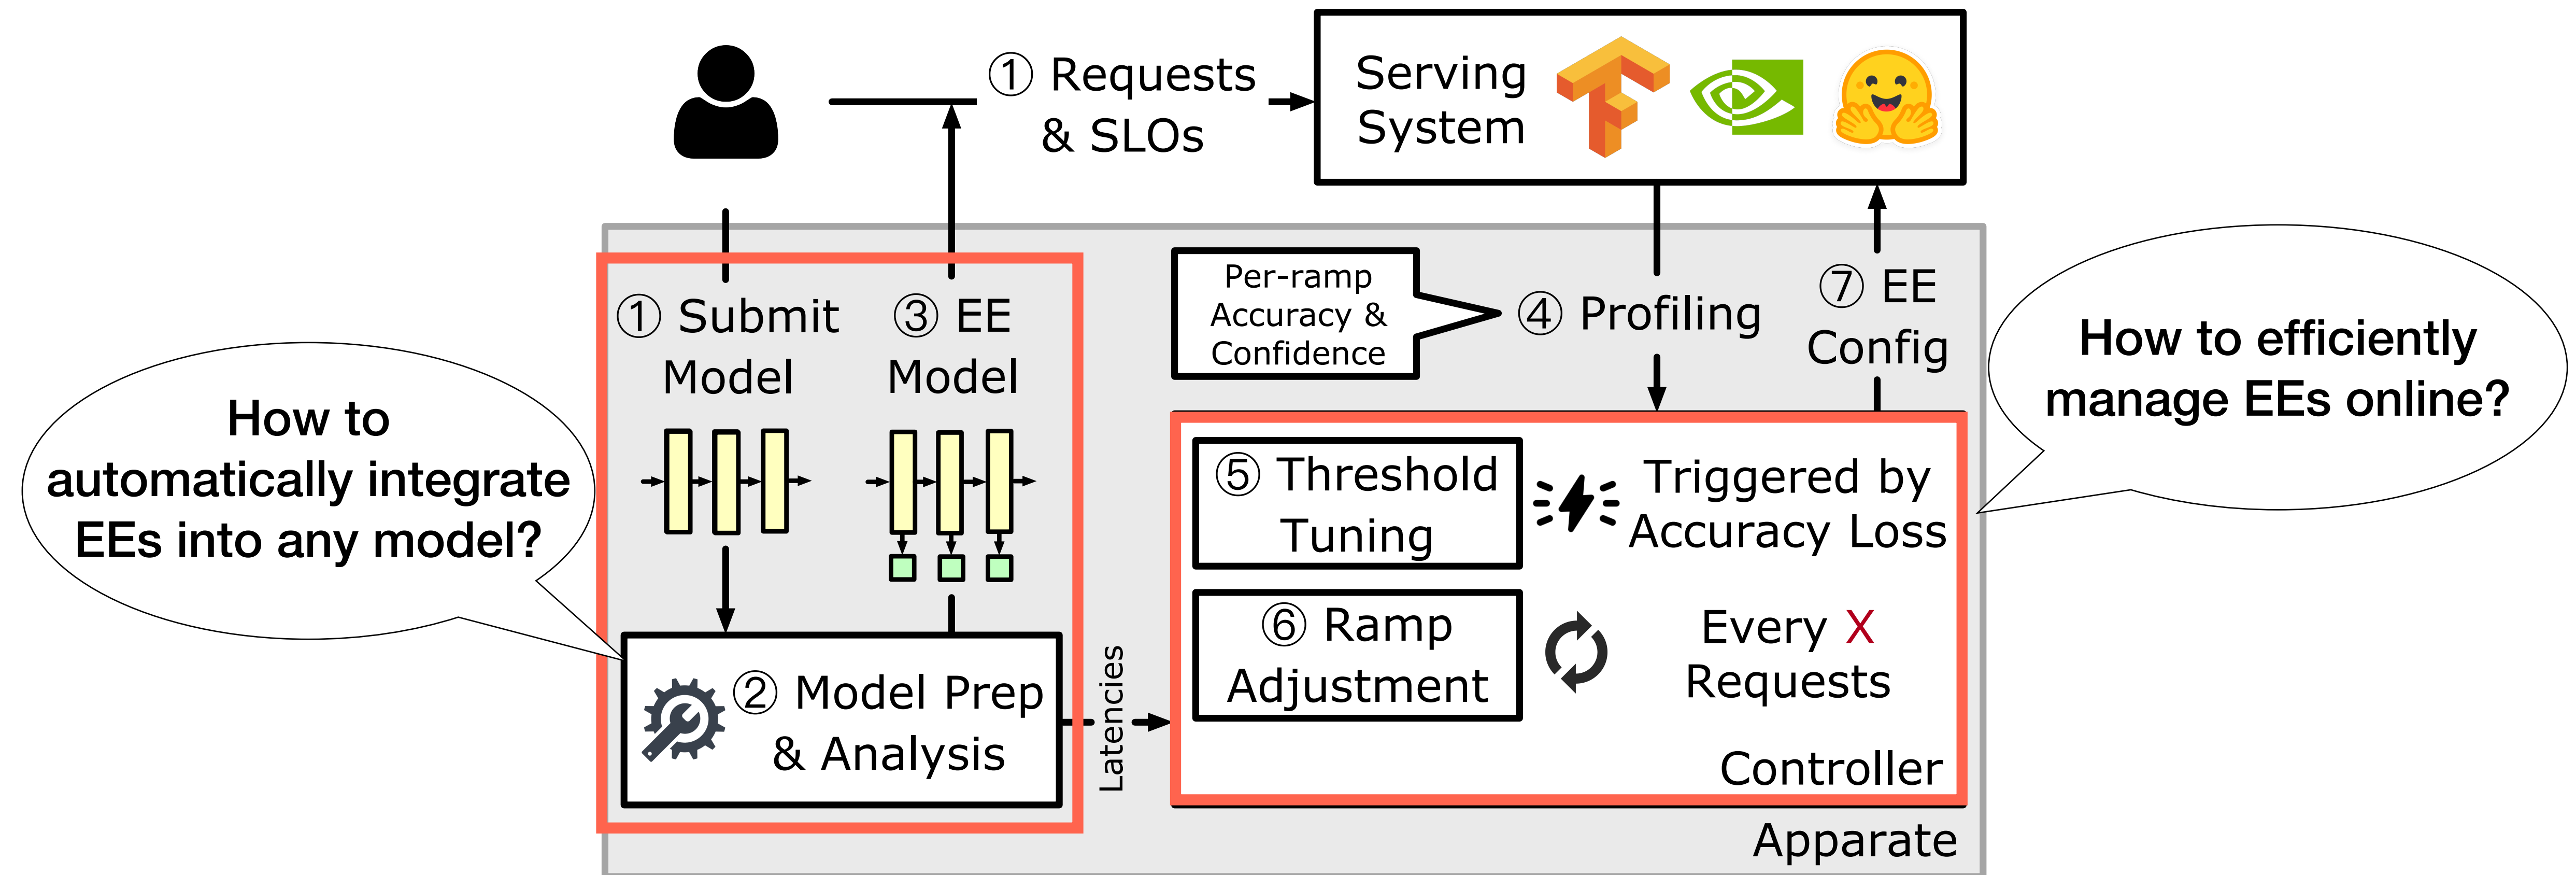 ① Requests
& SLOs
Serving
System
① Submit
Model
③ EE
Model
Per-ramp
Accuracy &
Confidence
④ Profiling
⑦ EE
Config
How to
automatically integrate
EEs into any model?
How to efficiently
manage EEs online?
⑤ Threshold
Tuning
Triggered by
Accuracy Loss
⑥ Ramp
Adjustment
Every X
Requests
② Model Prep
& Analysis
Latencies
Controller
Apparate